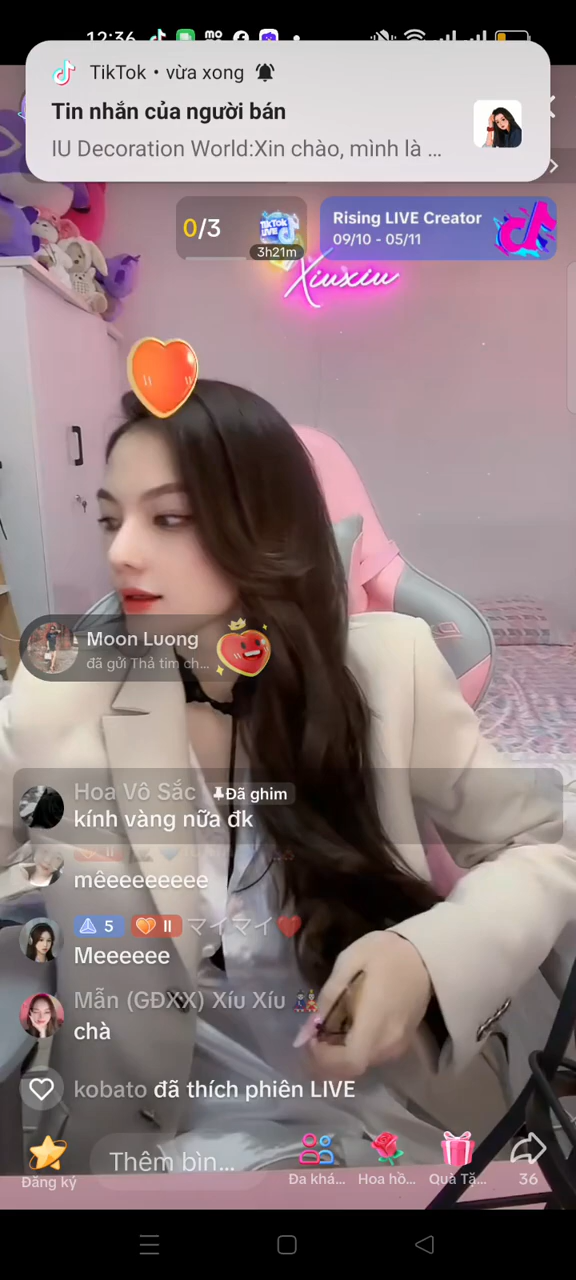 12:36
TikTok • vừa xong
Tin nhắn của người bán
IU Decoration World:Xin chào, mình là ...
0/3
3h21m
Rising LIVE Creator
09/10 - 05/11
Xiuxiu
Moon Luong
đã gửi Thả tim ch...
Hoa Vô Sắc Đã ghim
kính vàng nữa đk
mêeeeeeeee
5 II マイマイ
Meeeeee
Mẫn (GĐXX) Xíu Xíu
chà
kobato đã thích phiên LIVE
Thêm bìn...
Đăng ký Đa khá... Hoa hồ... Quà Tặ... 36